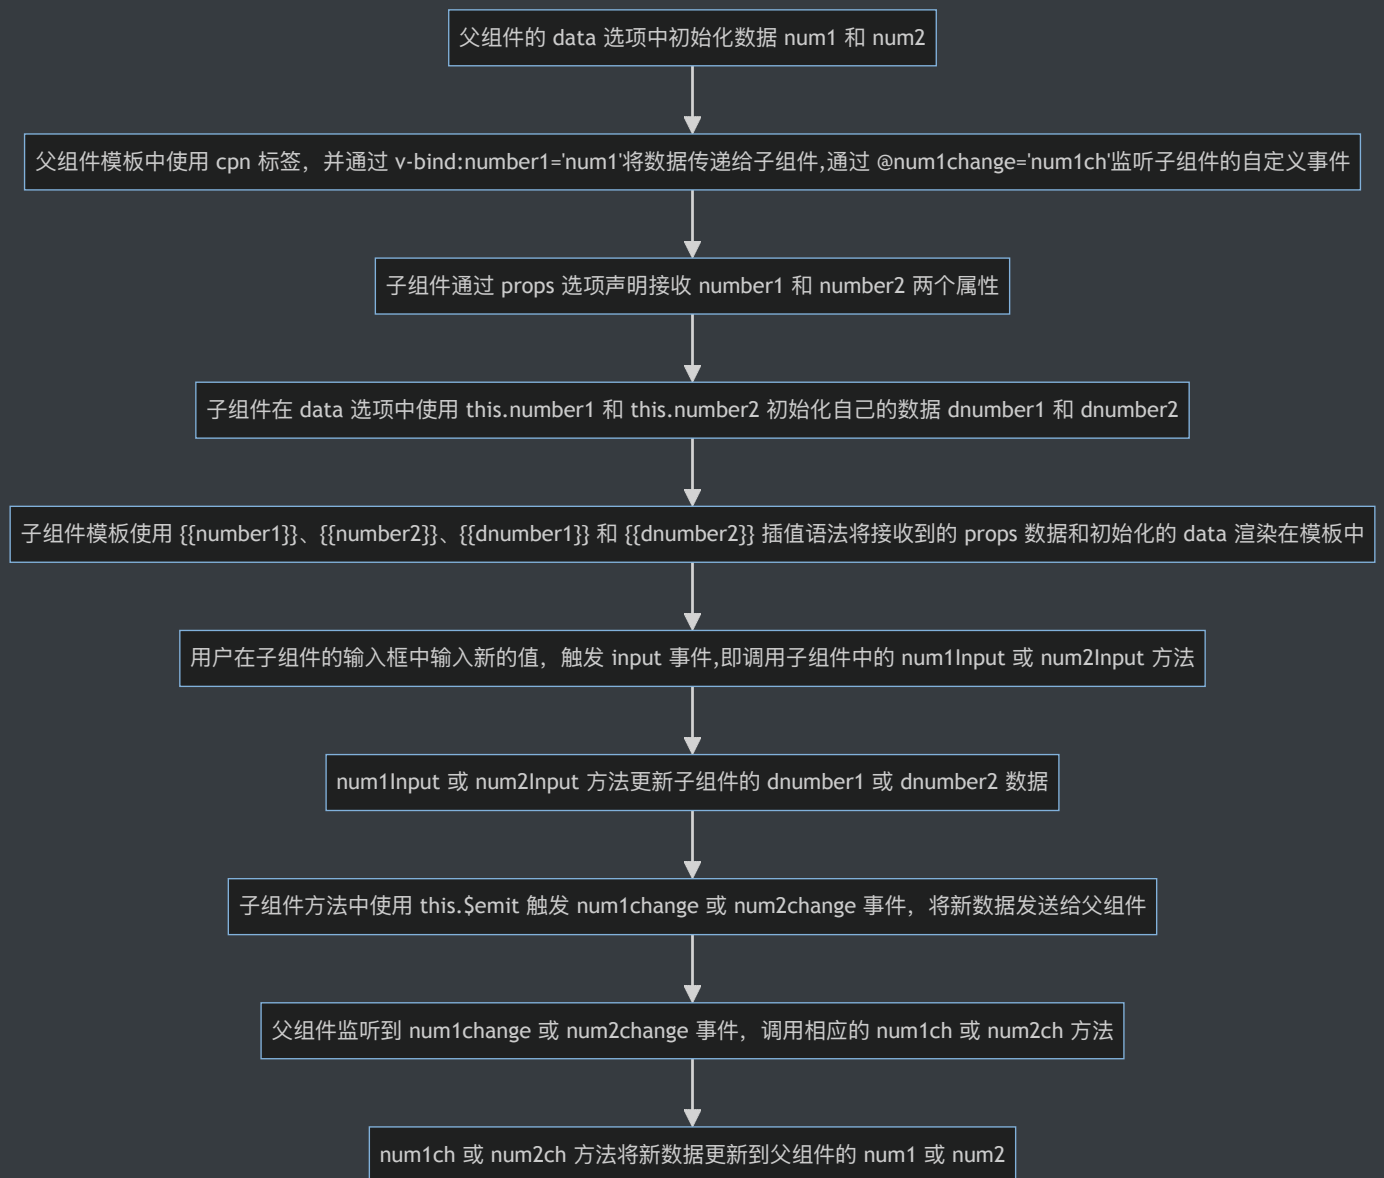 父组件的 data 选项中初始化数据 num1 和 num2
父组件模板中使用 cpn 标签，并通过 v-bind:number1='num1'将数据传递给子组件,通过 @num1change='num1ch'监听子组件的自定义事件
子组件通过 props 选项声明接收 number1 和 number2 两个属性
子组件在 data 选项中使用 this.number1 和 this.number2 初始化自己的数据 dnumber1 和 dnumber2
子组件模板使用 {{number1}}、{{number2}}、{{dnumber1}} 和 {{dnumber2}} 插值语法将接收到的 props 数据和初始化的 data 渲染在模板中
用户在子组件的输入框中输入新的值，触发 input 事件,即调用子组件中的 num1Input 或 num2Input 方法
num1Input 或 num2Input 方法更新子组件的 dnumber1 或 dnumber2 数据
子组件方法中使用 this.$emit 触发 num1change 或 num2change 事件，将新数据发送给父组件
父组件监听到 num1change 或 num2change 事件，调用相应的 num1ch 或 num2ch 方法
num1ch 或 num2ch 方法将新数据更新到父组件的 num1 或 num2